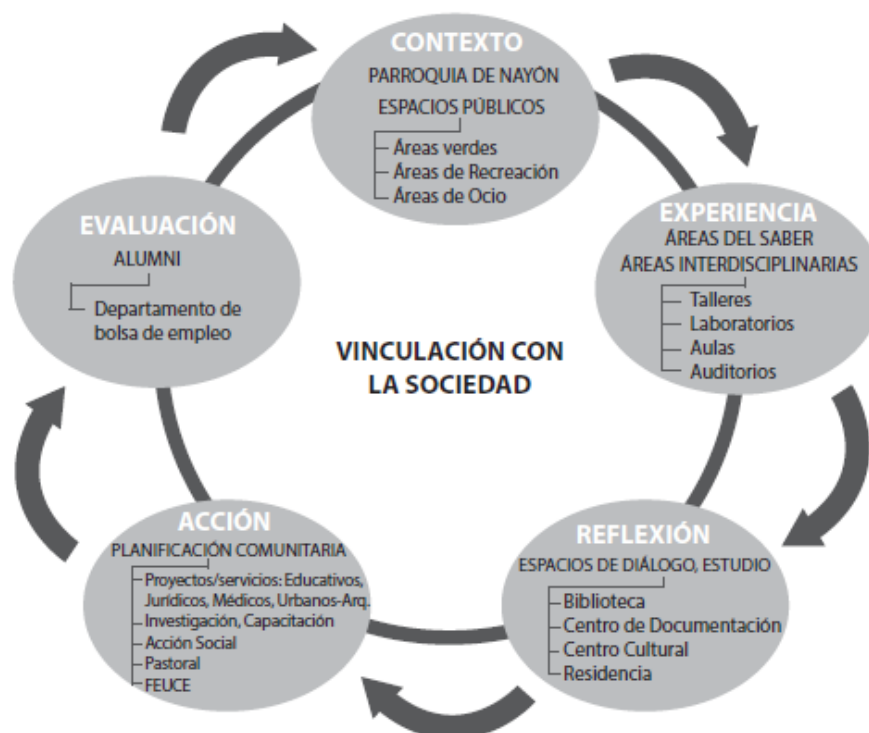 CONTEXTO
PARROQUIA DE NAYÓN
ESPACIOS PÚBLICOS
Áreas verdes
Áreas de Recreación
Áreas de Ocio
EXPERIENCIA
ÁREAS DEL SABER
ÁREAS INTERDISCIPLINARIAS
Talleres
Laboratorios
Aulas
Auditorios
REFLEXIÓN
ESPACIOS DE DIÁLOGO, ESTUDIO
Biblioteca
Centro de Documentación
Centro Cultural
Residencia
ACCIÓN
PLANIFICACIÓN COMUNITARIA
Proyectos/servicios: Educativos,
Jurídicos, Médicos, Urbanos-Arq.
Investigación, Capacitación
Acción Social
Pastoral
FEUCE
EVALUACIÓN
ALUMNI
Departamento de
bolsa de empleo
VINCULACIÓN CON
LA SOCIEDAD